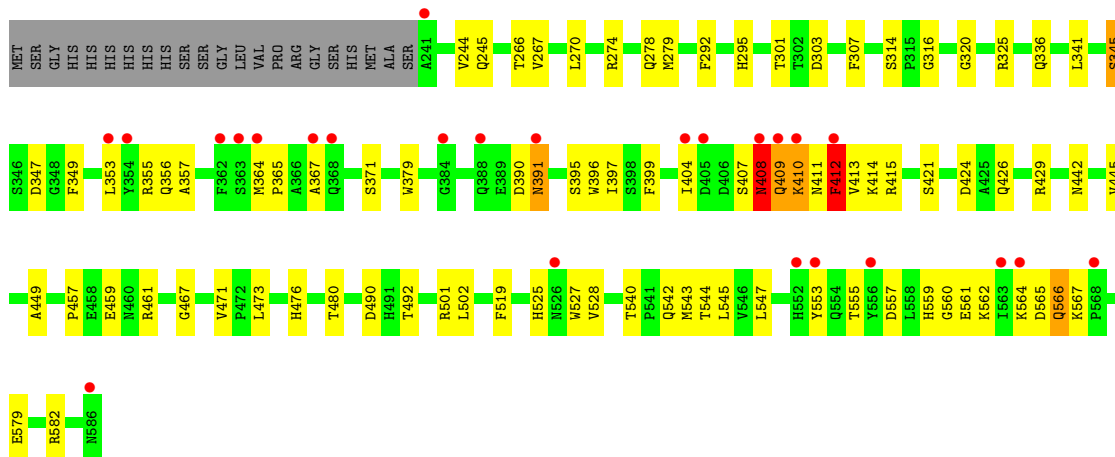 MET SER GLY HIS HIS HIS HIS HIS HIS SER SER GLY LEU VAL PRO ARG GLY SER HIS MET ALA SER A241 V244 Q245 T266 V267 L270 R274 Q278 M279 F292 H295 T301 T302 D303 F307 S314 P315 G316 G320 R325 Q336 L341 S345
S346 D347 G348 F349 L353 Y354 R355 Q356 A357 F362 S363 M364 P365 A366 A367 Q368 S371 W379 G384 Q388 E389 D390 N391 S395 W396 I397 S398 F399 I404 D405 D406 S407 N408 Q409 K410 N411 F412 V413 K414 R415 S421 D424 A425 Q426 R429 N442 V445
A449 P457 E458 E459 N460 R461 G467 V471 P472 L473 H476 T480 D490 H491 T492 R501 L502 F519 H525 N526 W527 V528 T540 P541 Q542 M543 T544 L545 V546 L547 H552 Y553 Q554 T555 Y556 D557 L558 H559 G560 E561 K562 I563 K564 D565 Q566 K567 P568
E579 R582 N586